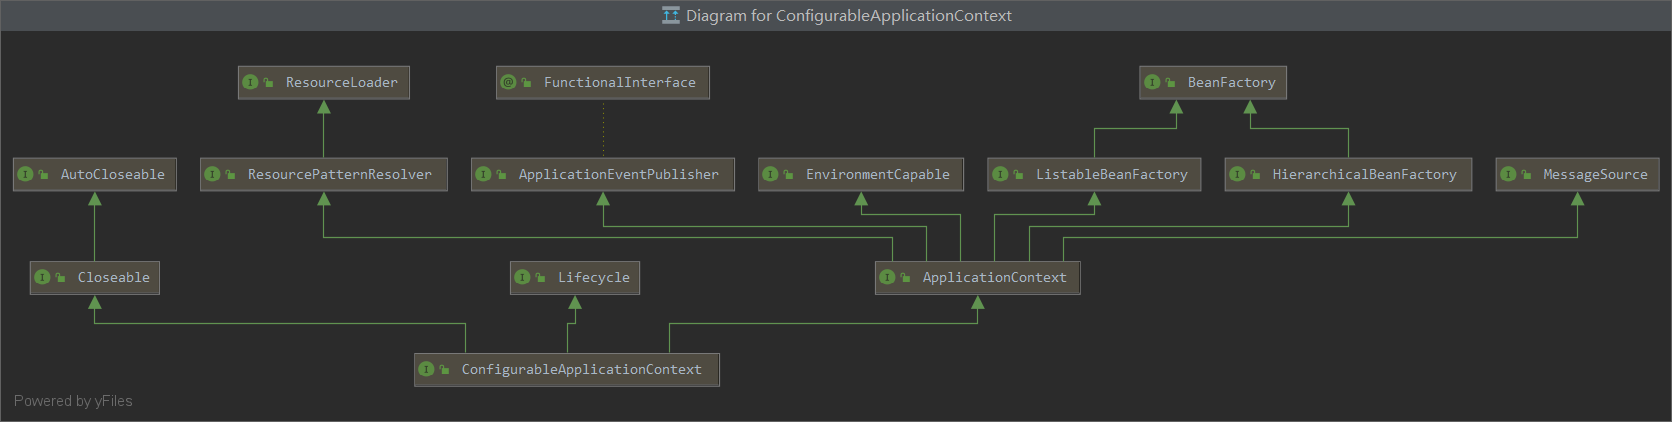 Diagram for ConfigurableApplicationContext
I ResourceLoader
@ FunctionalInterface
I BeanFactory
I AutoCloseable
I ResourcePatternResolver
I ApplicationEventPublisher
I EnvironmentCapable
I ListableBeanFactory
I HierarchicalBeanFactory
I MessageSource
I Closeable
I Lifecycle
I ApplicationContext
I ConfigurableApplicationContext
Powered by yFiles